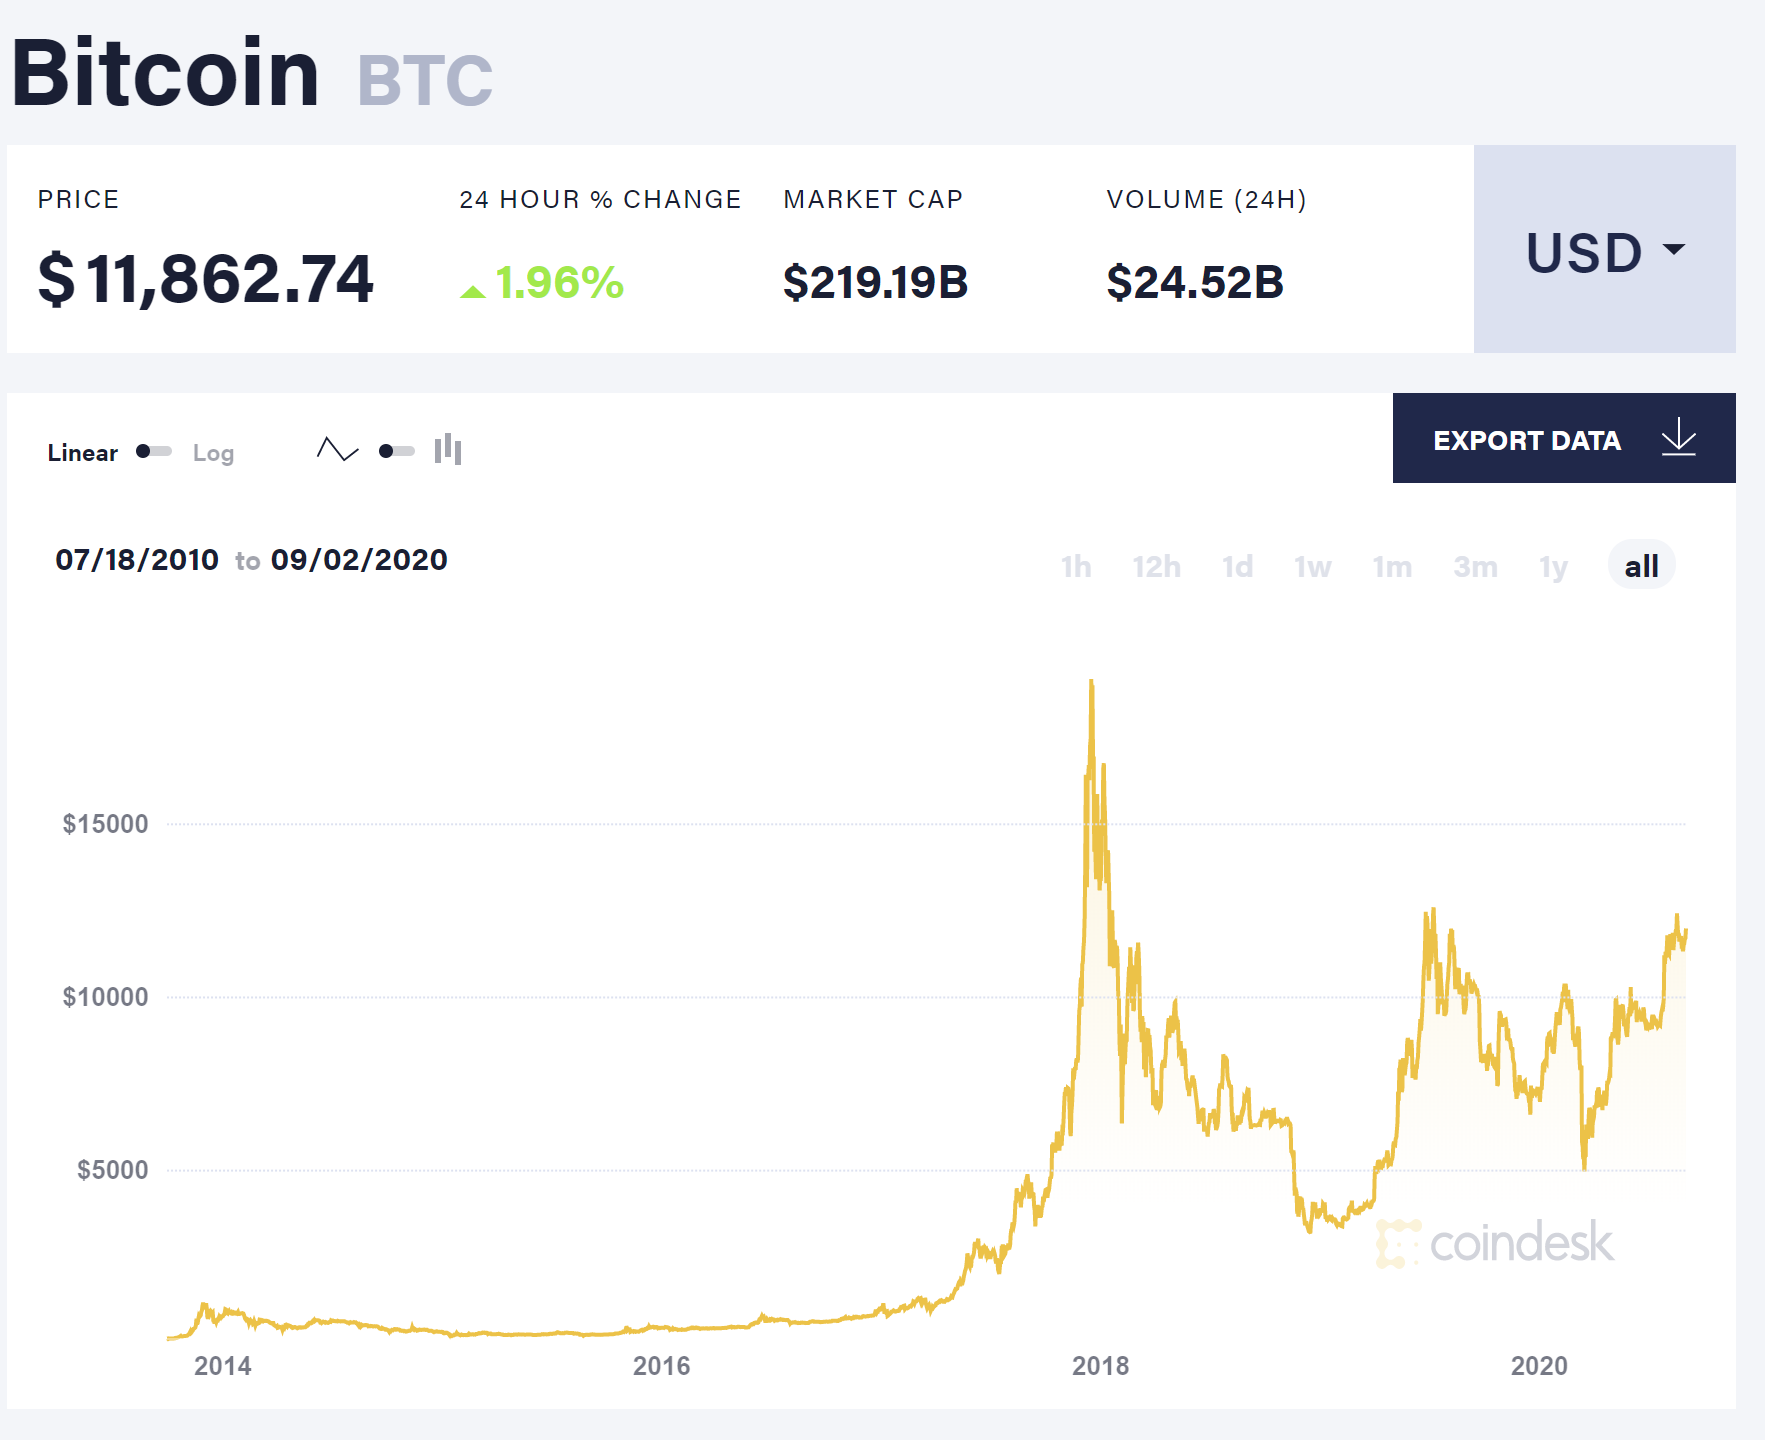 Bitcoin BTC
PRICE 24 HOUR % CHANGE MARKET CAP VOLUME (24H)
$11,862.74 1.96% $219.19B $24.52B USD
Linear Log EXPORT DATA
07/18/2010 to 09/02/2020 1h 12h 1d 1w 1m 3m 1y all
$15000
$10000
$5000
coindesk
2014 2016 2018 2020